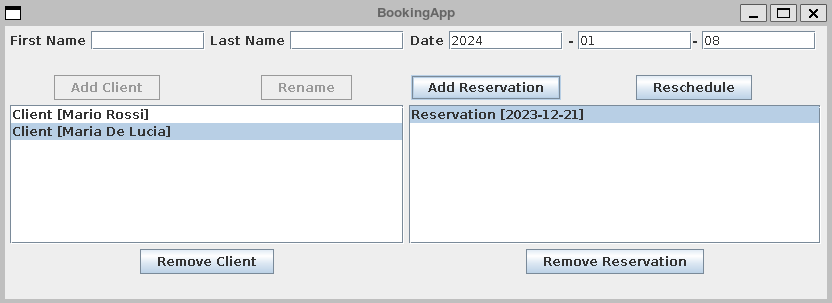 BookingApp
First Name Last Name Date 2024 - 01 - 08
Add Client Rename Add Reservation Reschedule
Client [Mario Rossi] Reservation [2023-12-21]
Client [Maria De Lucia]
Remove Client Remove Reservation